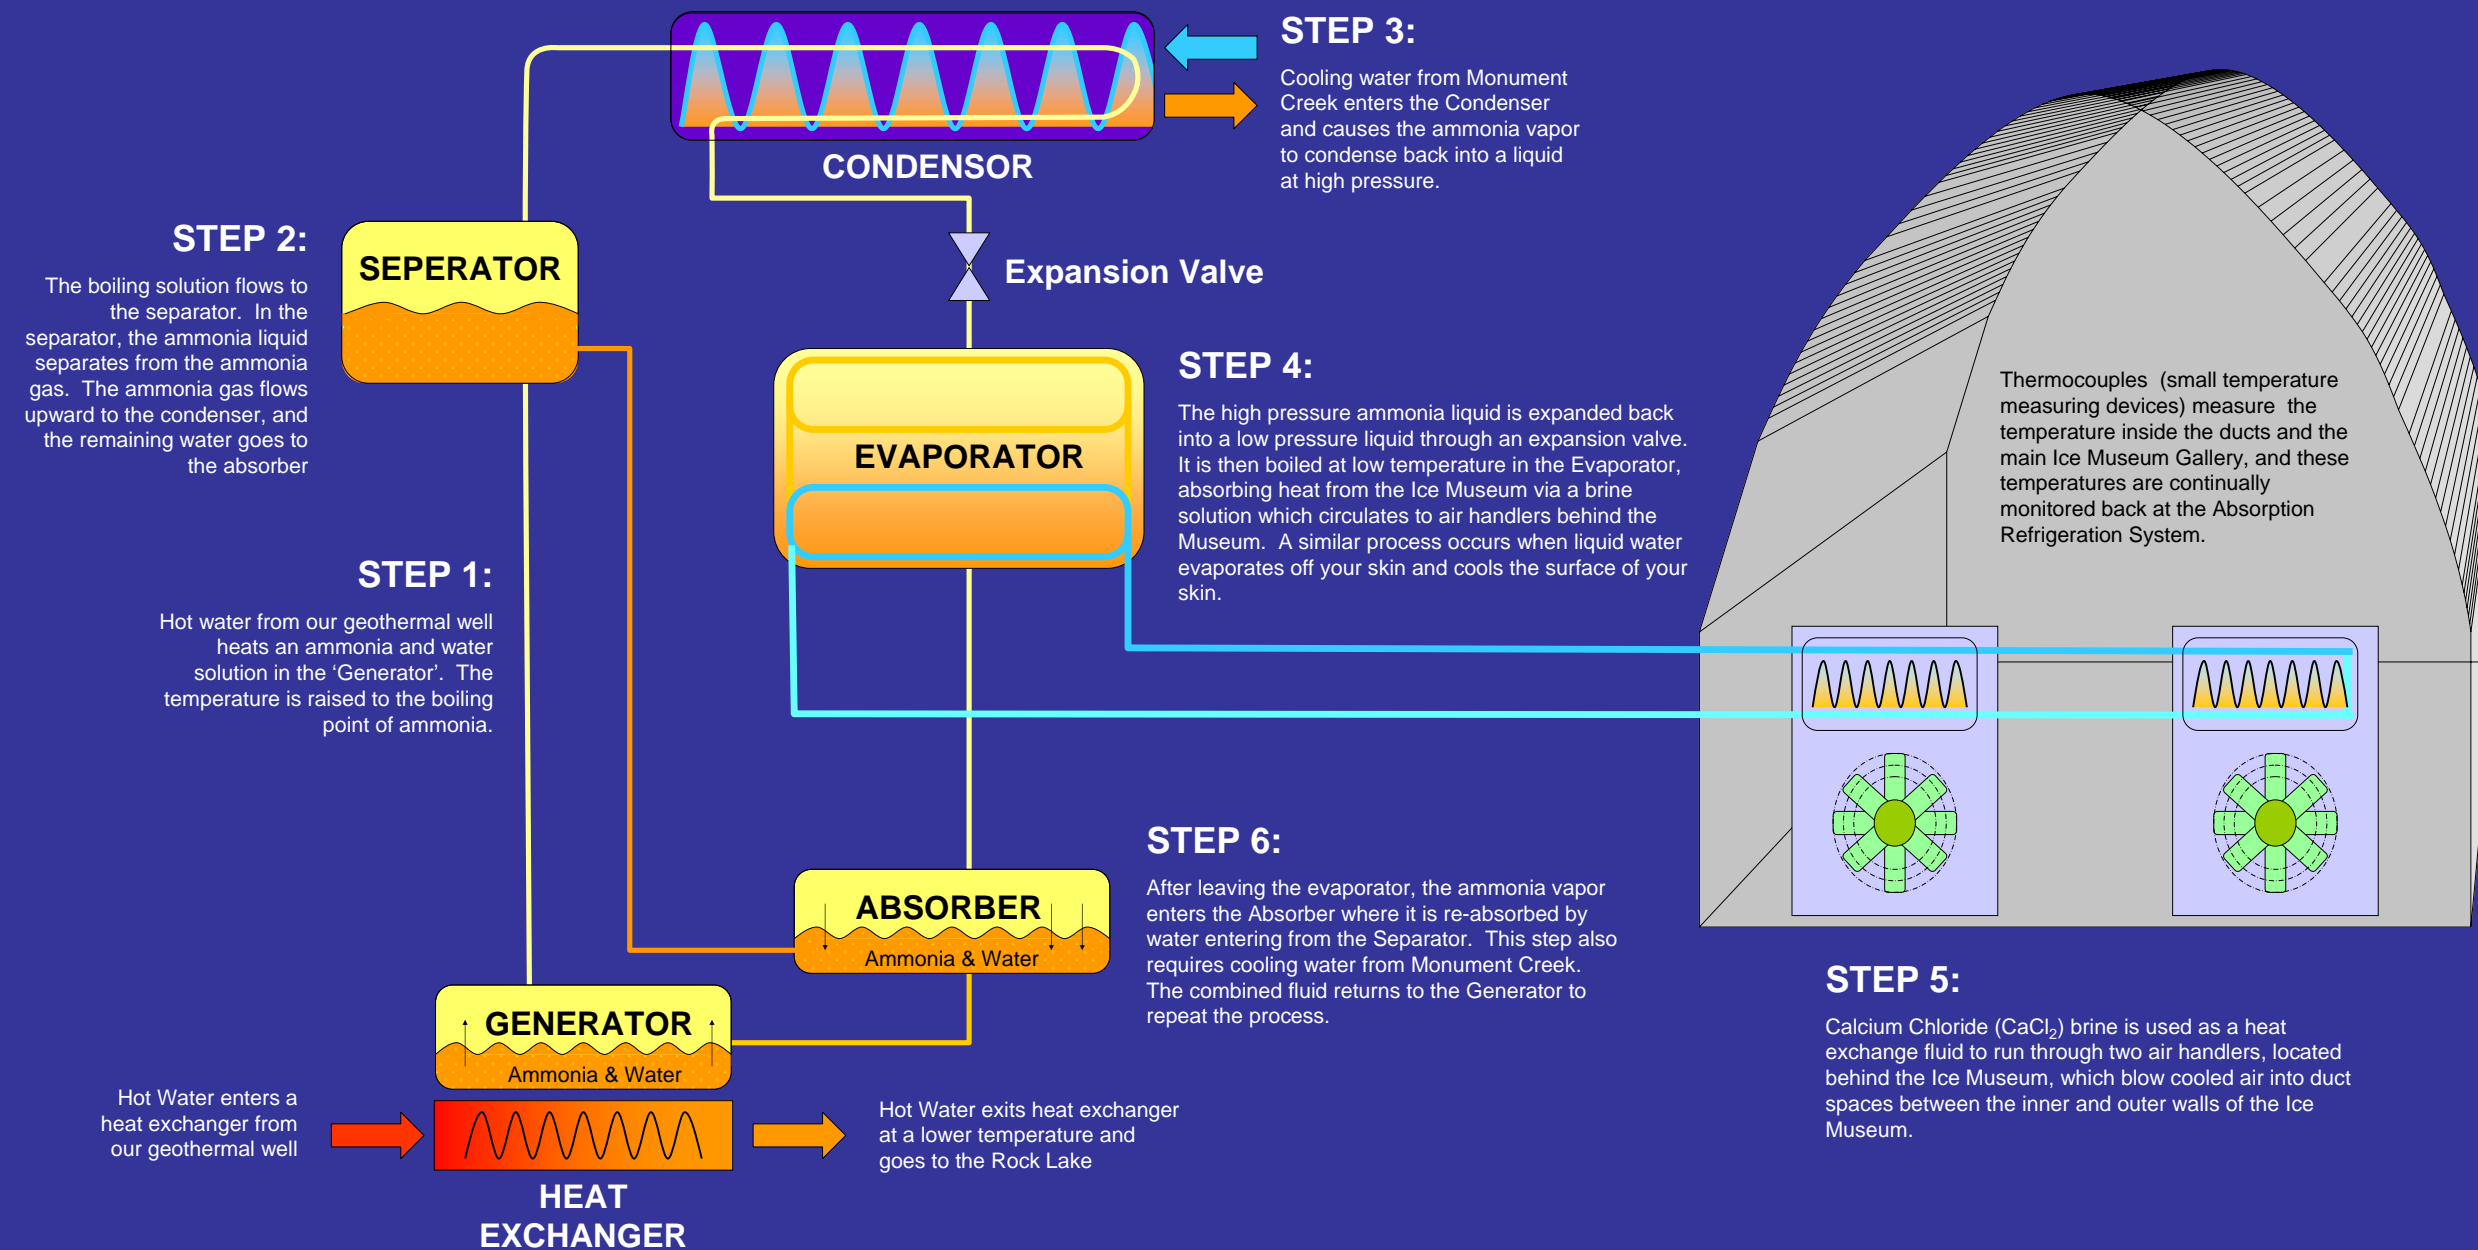 STEP 3:
Cooling water from Monument
Creek enters the Condenser
and causes the ammonia vapor
to condense back into a liquid
at high pressure.
CONDENSOR
STEP 2:
The boiling solution flows to
the separator.  In the
separator, the ammonia liquid
separates from the ammonia
gas.  The ammonia gas flows
upward to the condenser, and
the remaining water goes to
the absorber
SEPERATOR
Expansion Valve
STEP 4:
The high pressure ammonia liquid is expanded back
into a low pressure liquid through an expansion valve.
It is then boiled at low temperature in the Evaporator,
absorbing heat from the Ice Museum via a brine
solution which circulates to air handlers behind the
Museum.  A similar process occurs when liquid water
evaporates off your skin and cools the surface of your
skin.
EVAPORATOR
Thermocouples  (small temperature
measuring devices) measure  the
temperature inside the ducts and the
main Ice Museum Gallery, and these
temperatures are continually
monitored back at the Absorption
Refrigeration System.
STEP 1:
Hot water from our geothermal well
heats an ammonia and water
solution in the ‘Generator’.  The
temperature is raised to the boiling
point of ammonia.
STEP 6:
After leaving the evaporator, the ammonia vapor
enters the Absorber where it is re-absorbed by
water entering from the Separator.  This step also
requires cooling water from Monument Creek.
The combined fluid returns to the Generator to
repeat the process.
ABSORBER
Ammonia & Water
GENERATOR
Ammonia & Water
STEP 5:
Calcium Chloride (CaCl₂) brine is used as a heat
exchange fluid to run through two air handlers, located
behind the Ice Museum, which blow cooled air into duct
spaces between the inner and outer walls of the Ice
Museum.
Hot Water enters a
heat exchanger from
our geothermal well
Hot Water exits heat exchanger
at a lower temperature and
goes to the Rock Lake
HEAT
EXCHANGER